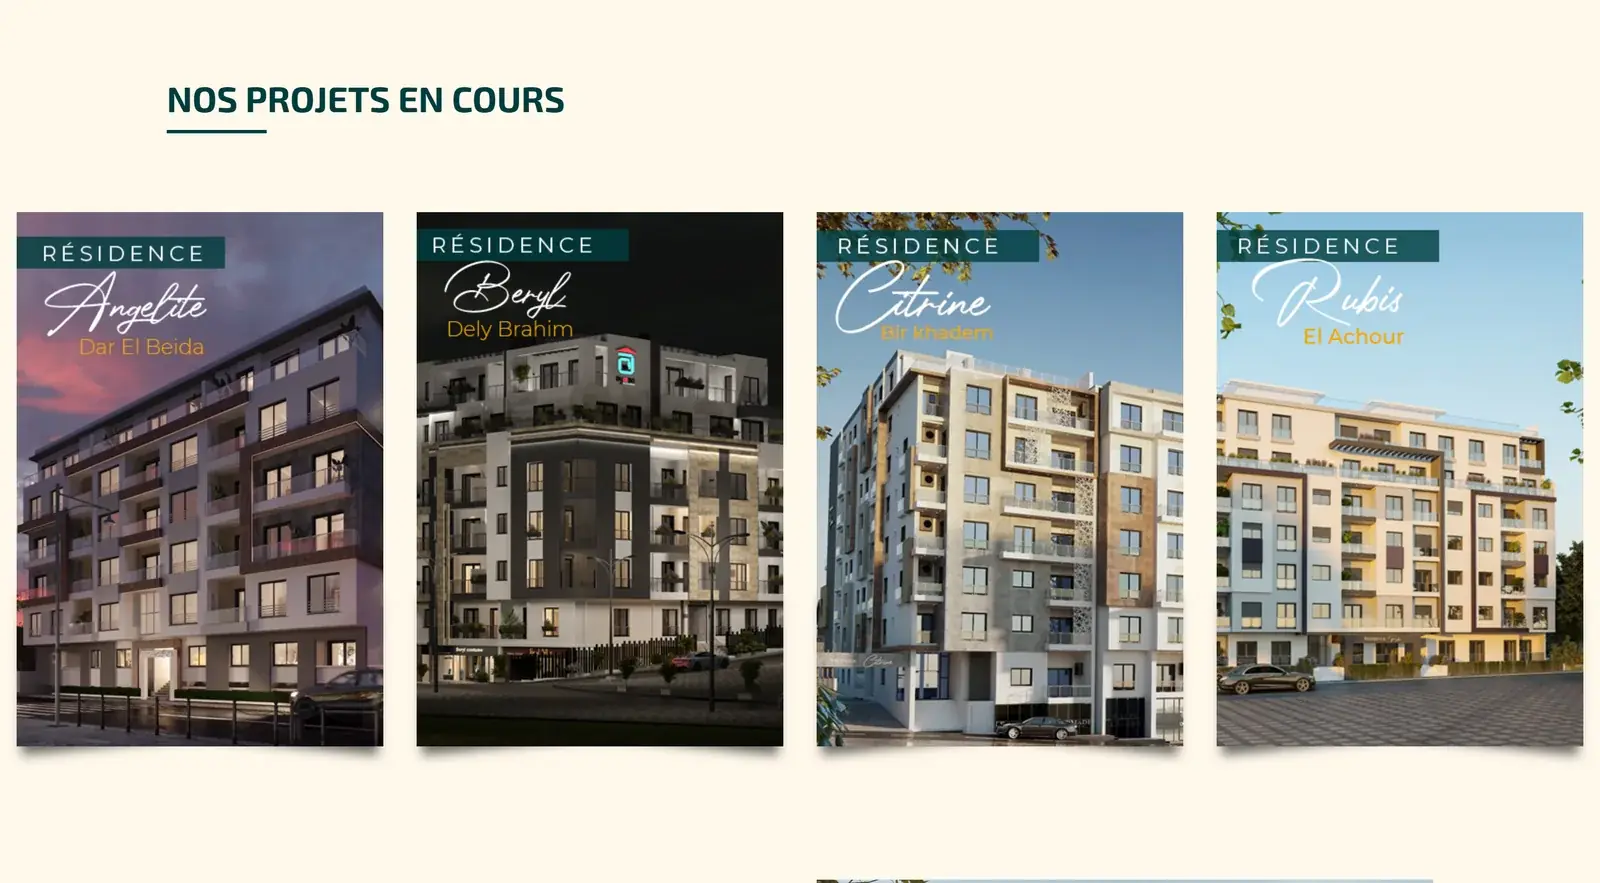 NOS PROJETS EN COURS
RÉSIDENCE
Angelite
Dar El Beida
RÉSIDENCE
Beryl
Dely Brahim
RÉSIDENCE
Citrine
Bir khadem
RÉSIDENCE
Rubis
El Achour
Citrine